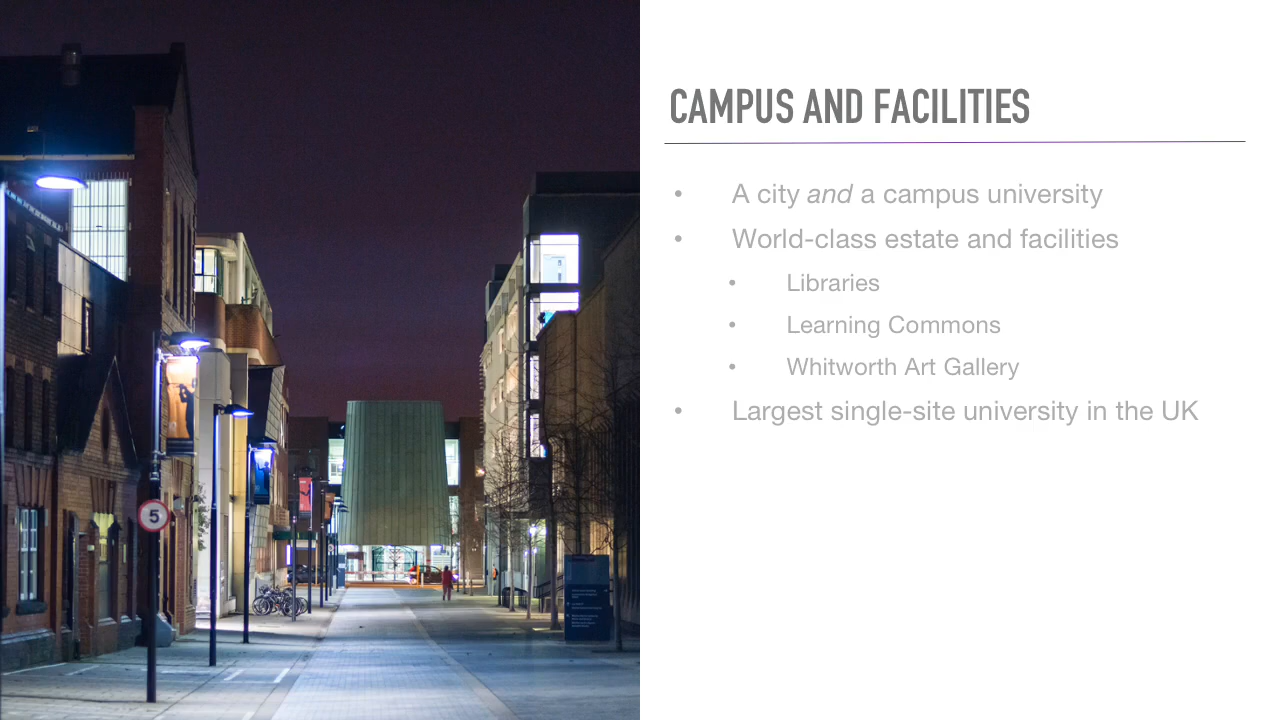 CAMPUS AND FACILITIES
• A city and a campus university
• World-class estate and facilities
• Libraries
• Learning Commons
• Whitworth Art Gallery
• Largest single-site university in the UK
5